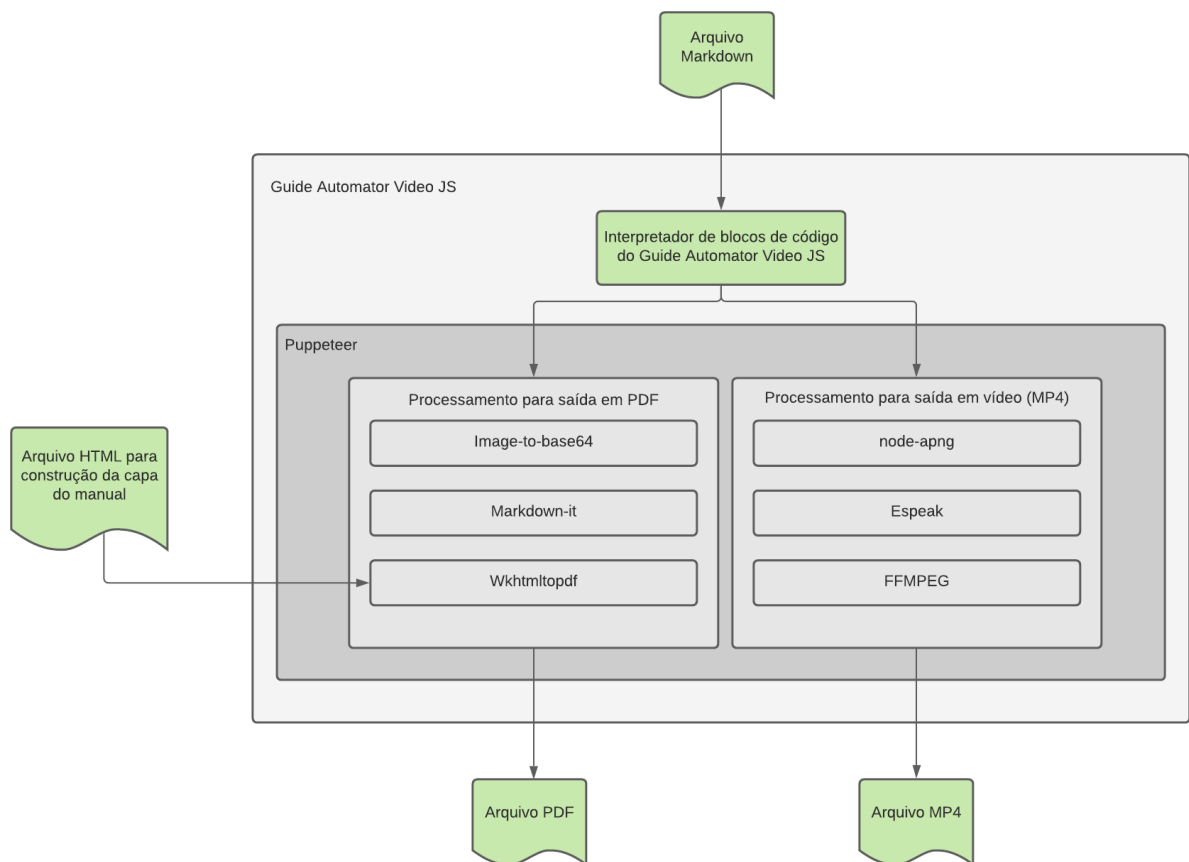 Arquivo
Markdown
Guide Automator Video JS
Interpretador de blocos de código
do Guide Automator Video JS
Puppeteer
Processamento para saída em PDF
Image-to-base64
Markdown-it
Wkhtmltopdf
Processamento para saída em vídeo (MP4)
node-apng
Espeak
FFMPEG
Arquivo HTML para
construção da capa
do manual
Arquivo PDF
Arquivo MP4